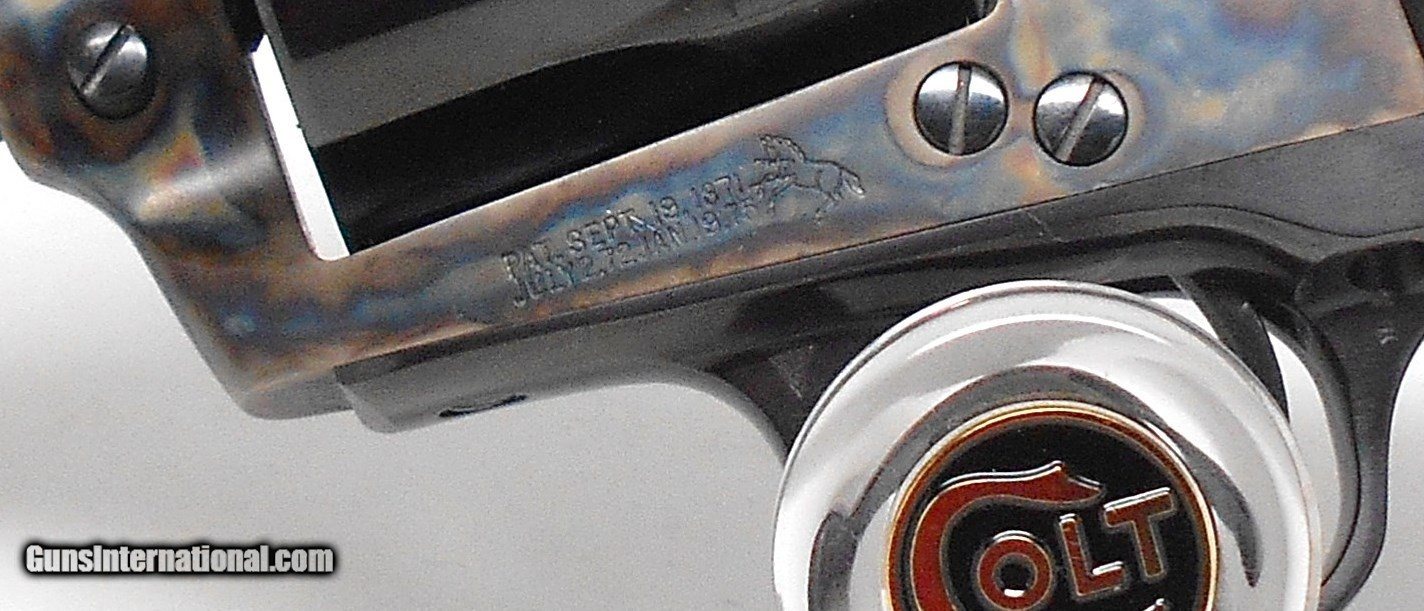 PAT. SEPT. 19. 1871
JULY 2. 72. JAN 19. 75
COLT
GunsInternational.com